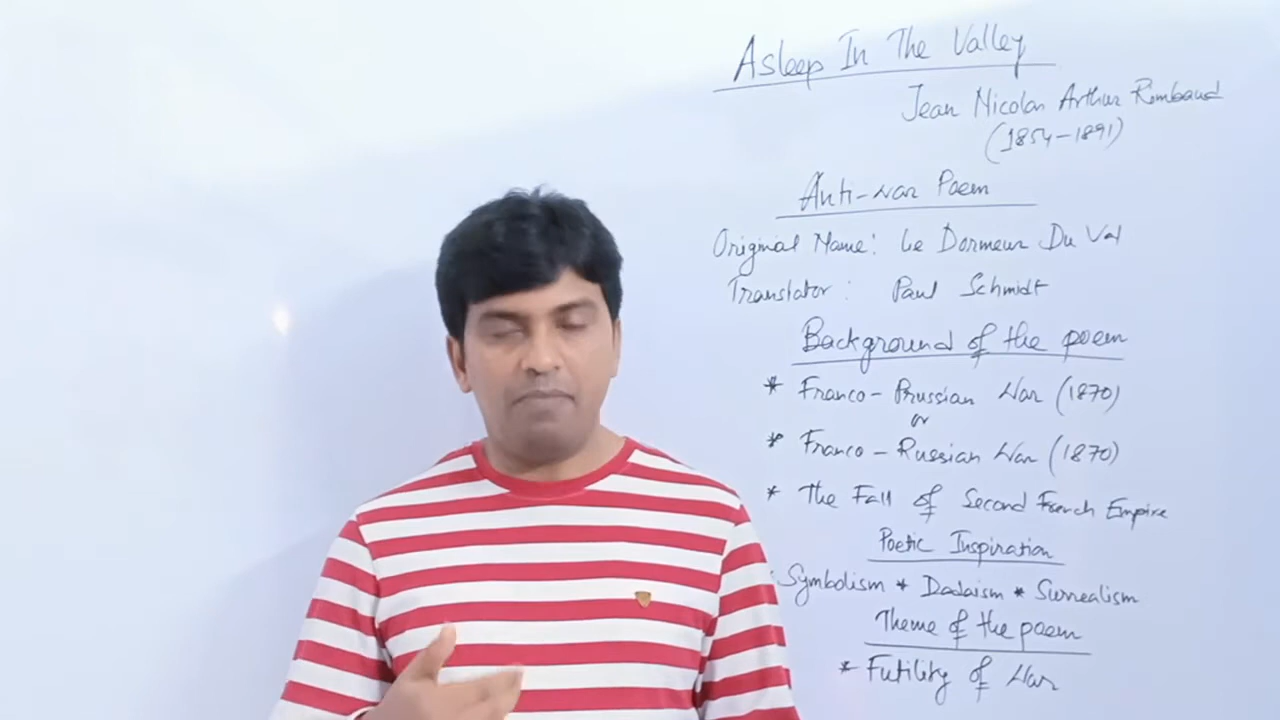 Asleep In The Valley
Jean Nicolas Arthur Rimbaud
(1854-1891)
Anti-war Poem
Original Name: Le Dormeur Du Val
Translator: Paul Schmidt
Background of the poem
* Franco-Prussian War (1870)
or
* Franco-Russian War (1870)
* The Fall of Second French Empire
Poetic Inspiration
Symbolism * Dadaism * Surrealism
Theme of the poem
* Futility of War